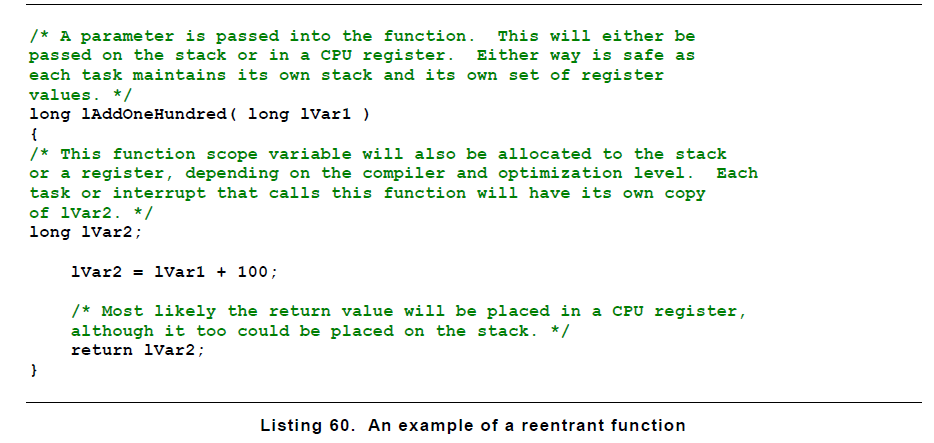 /* A parameter is passed into the function.  This will either be
passed on the stack or in a CPU register.  Either way is safe as
each task maintains its own stack and its own set of register
values. */
long lAddOneHundred( long lVar1 )
{
/* This function scope variable will also be allocated to the stack
or a register, depending on the compiler and optimization level.  Each
task or interrupt that calls this function will have its own copy
of lVar2. */
long lVar2;
    lVar2 = lVar1 + 100;
    /* Most likely the return value will be placed in a CPU register,
    although it too could be placed on the stack. */
    return lVar2;
}
Listing 60.  An example of a reentrant function